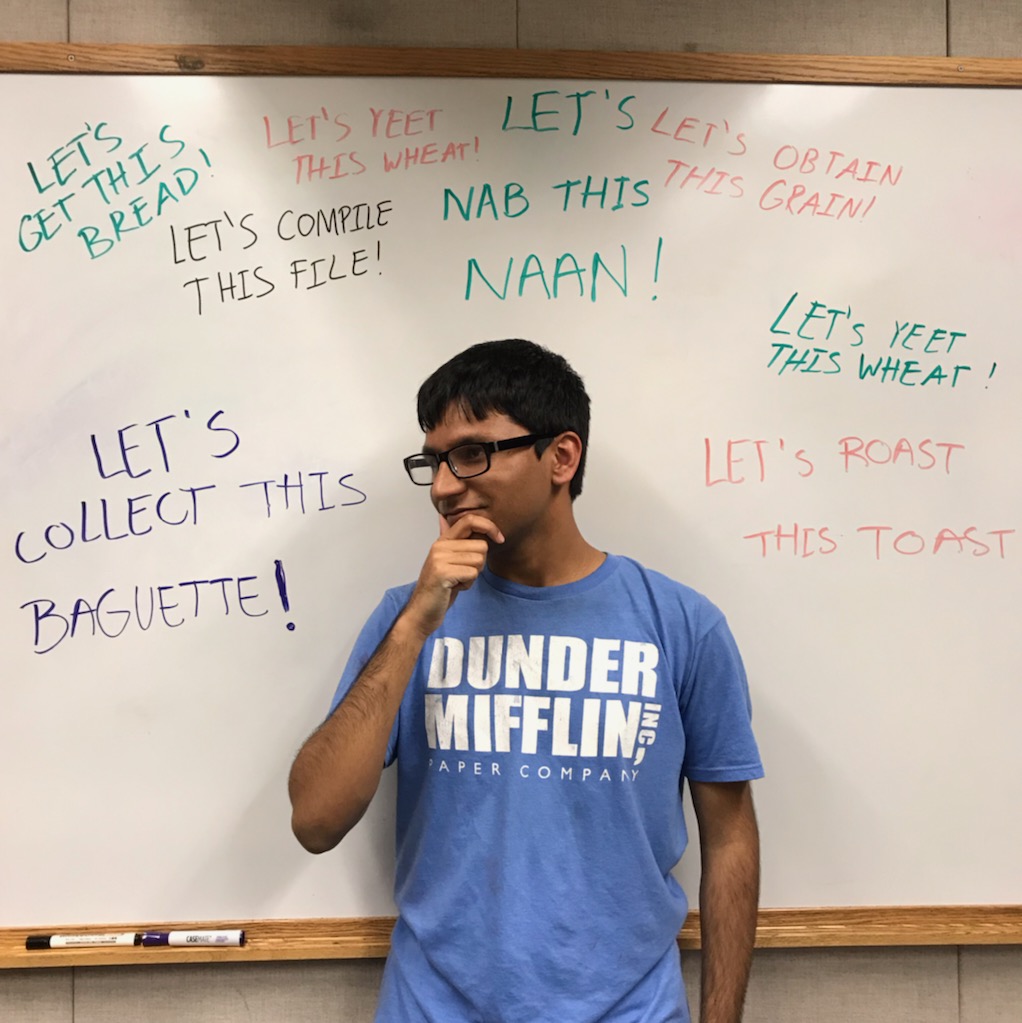 LET'S
GET THIS
BREAD!
LET'S YEET
THIS WHEAT!
LET'S
NAB THIS
NAAN!
LET'S OBTAIN
THIS GRAIN!
LET'S COMPILE
THIS FILE!
LET'S YEET
THIS WHEAT!
LET'S
COLLECT THIS
BAGUETTE!
LET'S ROAST
THIS TOAST
DUNDER
MIFFLIN
INC,
PAPER COMPANY